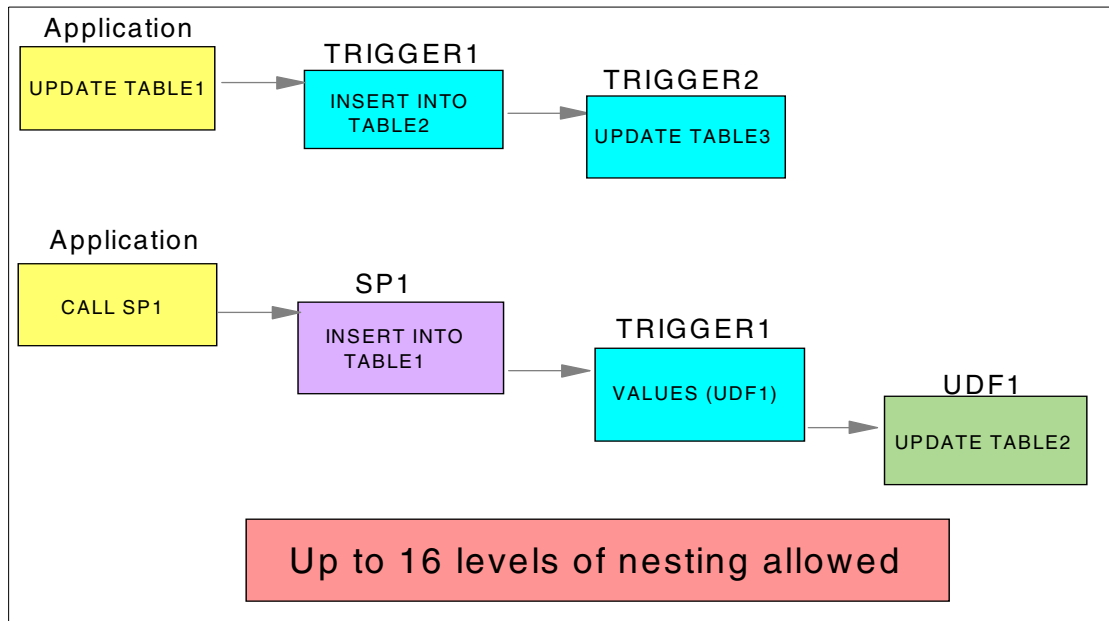 Application
UPDATE TABLE1
TRIGGER1
INSERT INTO
TABLE2
TRIGGER2
UPDATE TABLE3
Application
CALL SP1
SP1
INSERT INTO
TABLE1
TRIGGER1
VALUES (UDF1)
UDF1
UPDATE TABLE2
Up to 16 levels of nesting allowed